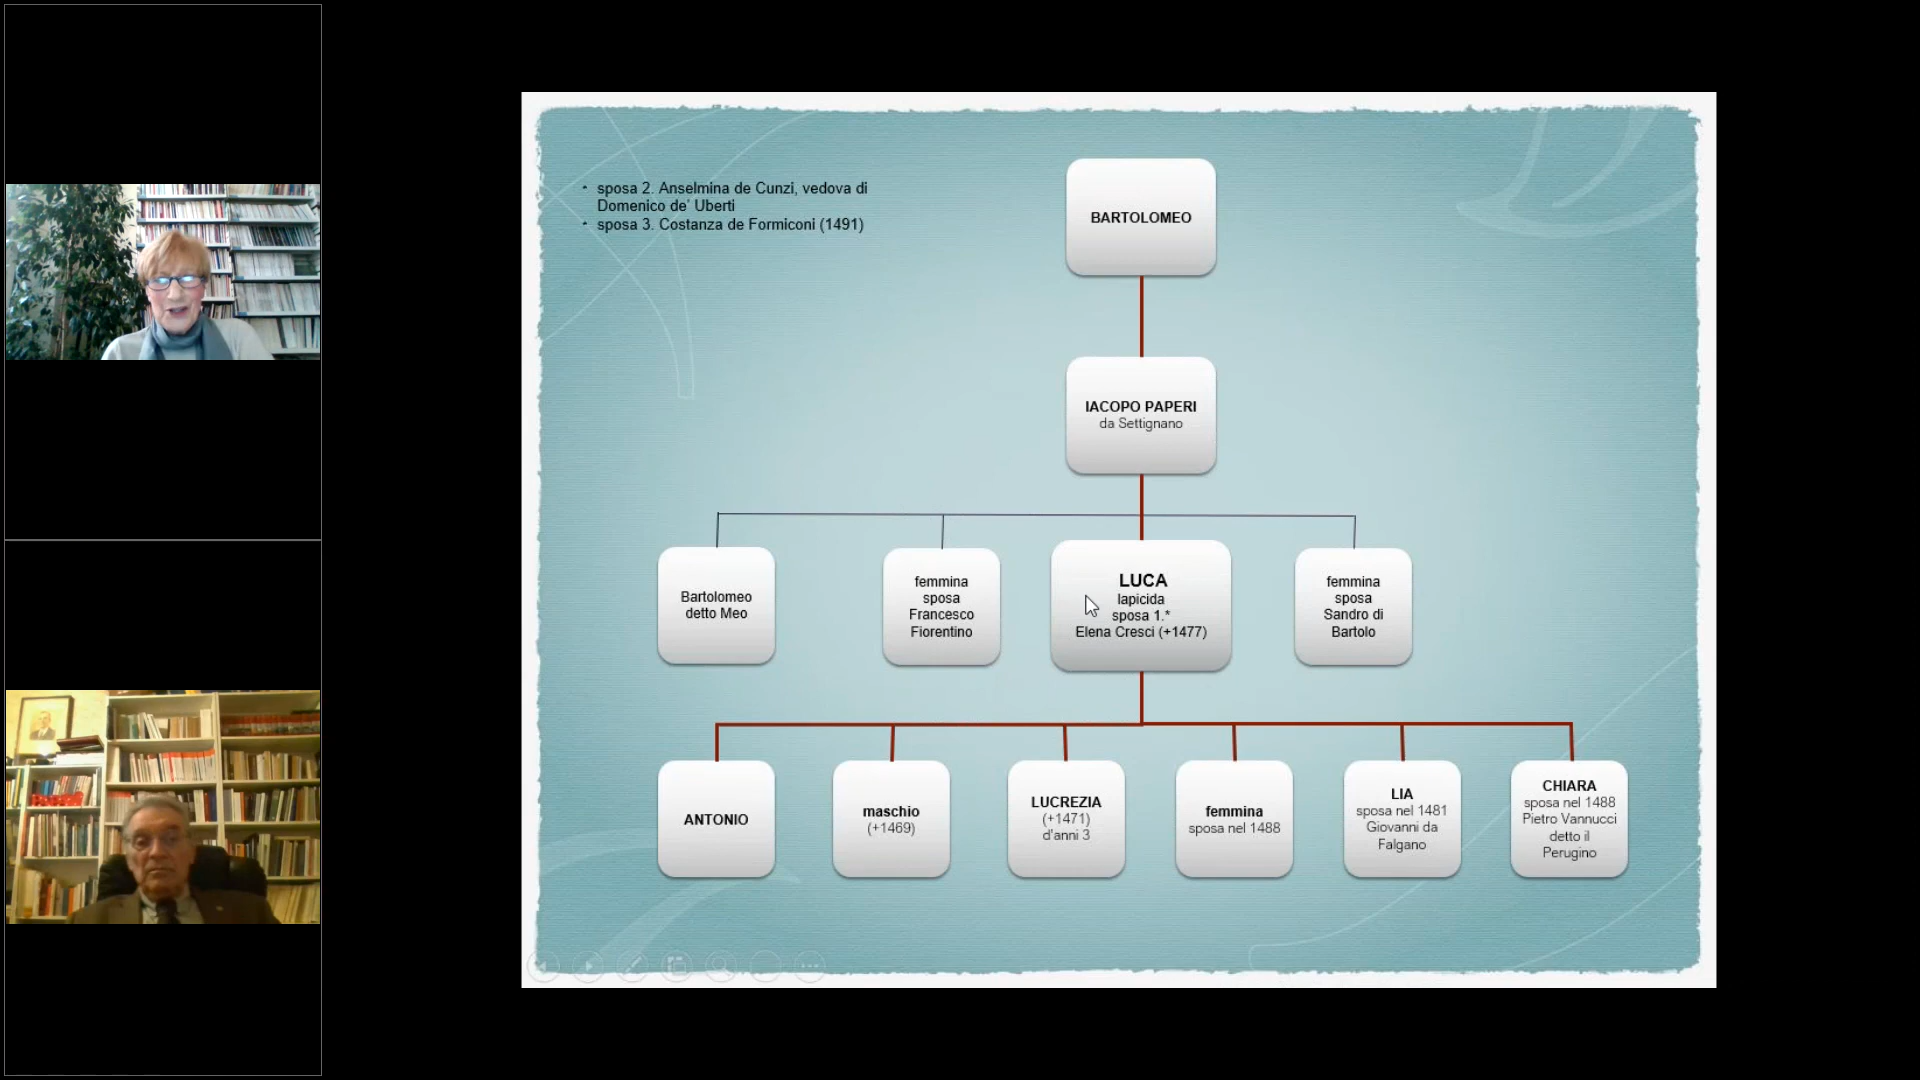 sposa 2. Anselmina de Cunzi, vedova di
Domenico de' Uberti
sposa 3. Costanza de Formiconi (1491)
BARTOLOMEO
IACOPO PAPERI
da Settignano
Bartolomeo
detto Meo
femmina
sposa
Francesco
Fiorentino
LUCA
lapicida
sposa 1.*
Elena Cresci (+1477)
femmina
sposa
Sandro di
Bartolo
ANTONIO
maschio
(+1469)
LUCREZIA
(+1471)
d'anni 3
femmina
sposa nel 1488
LIA
sposa nel 1481
Giovanni da
Falgano
CHIARA
sposa nel 1488
Pietro Vannucci
detto il
Perugino